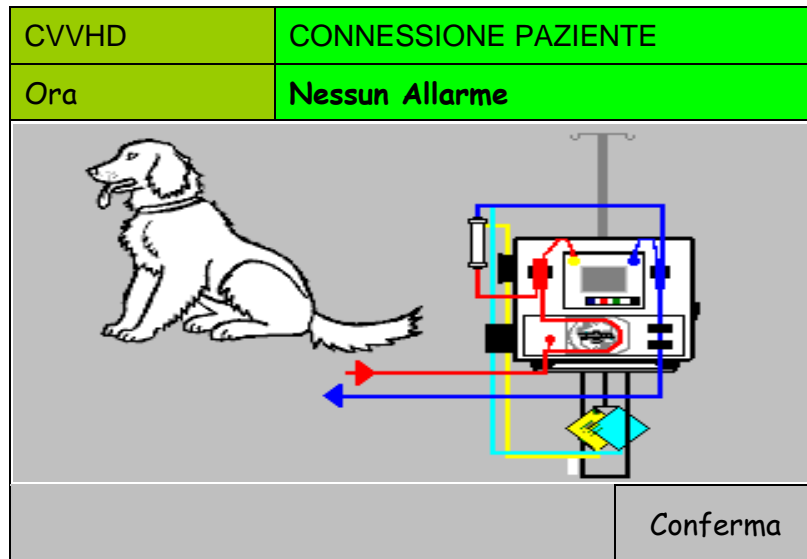 CVVHD
CONNESSIONE PAZIENTE
Ora
Nessun Allarme
Conferma